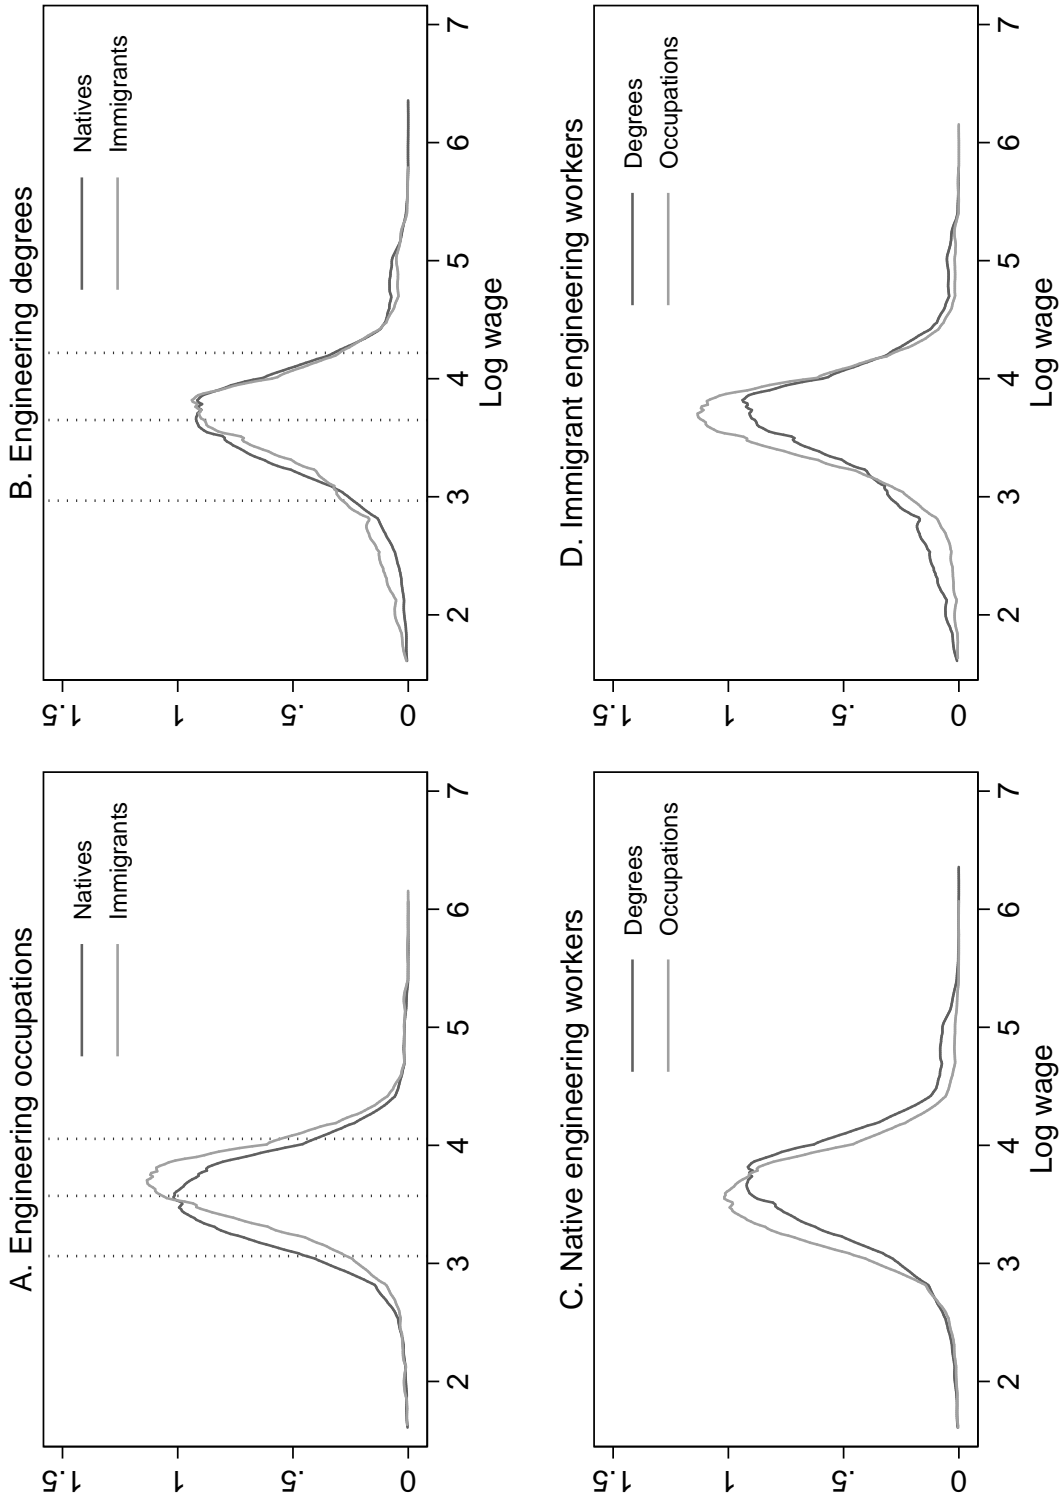 A. Engineering occupations
Natives
Immigrants
1.5
1
.5
0
2 3 4 5 6 7
B. Engineering degrees
Natives
Immigrants
1.5
1
.5
0
2 3 4 5 6 7
Log wage
C. Native engineering workers
Degrees
Occupations
1.5
1
.5
0
2 3 4 5 6 7
Log wage
D. Immigrant engineering workers
Degrees
Occupations
1.5
1
.5
0
2 3 4 5 6 7
Log wage